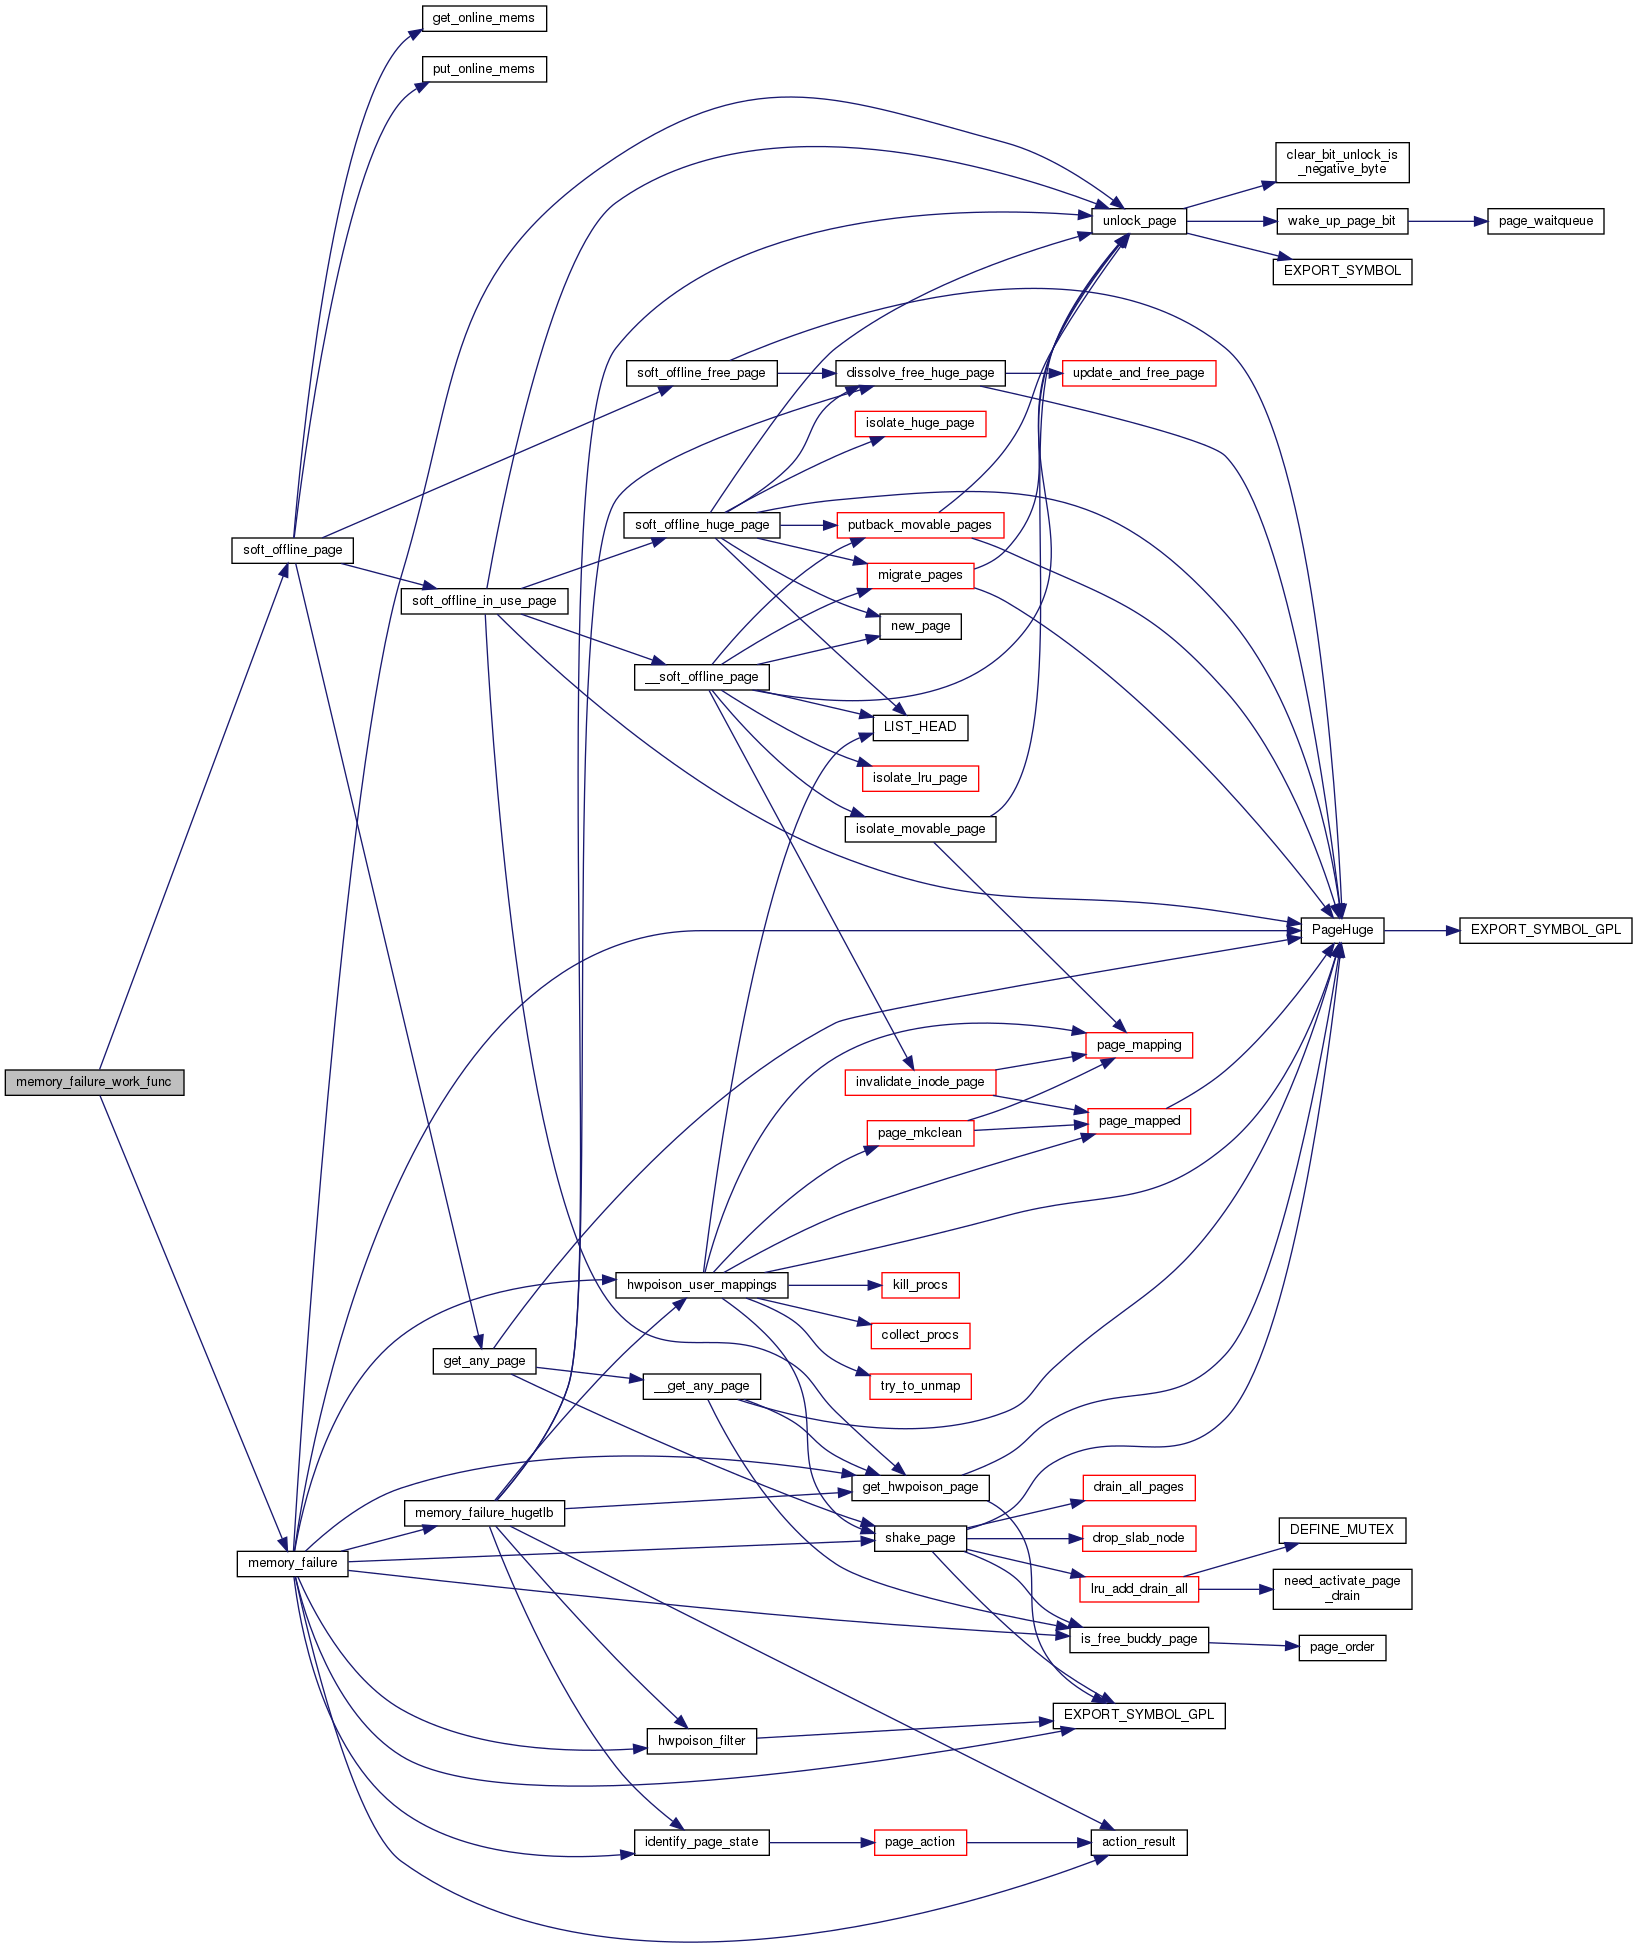 get_online_mems
put_online_mems
clear_bit_unlock_is
_negative_byte
unlock_page
wake_up_page_bit
page_waitqueue
EXPORT_SYMBOL
soft_offline_free_page
dissolve_free_huge_page
update_and_free_page
isolate_huge_page
soft_offline_huge_page
putback_movable_pages
soft_offline_page
migrate_pages
soft_offline_in_use_page
new_page
__soft_offline_page
LIST_HEAD
isolate_lru_page
isolate_movable_page
PageHuge
EXPORT_SYMBOL_GPL
page_mapping
memory_failure_work_func
invalidate_inode_page
page_mapped
page_mkclean
hwpoison_user_mappings
kill_procs
collect_procs
get_any_page
__get_any_page
try_to_unmap
get_hwpoison_page
drain_all_pages
memory_failure_hugetlb
shake_page
drop_slab_node
DEFINE_MUTEX
memory_failure
lru_add_drain_all
need_activate_page
_drain
is_free_buddy_page
page_order
EXPORT_SYMBOL_GPL
hwpoison_filter
identify_page_state
page_action
action_result